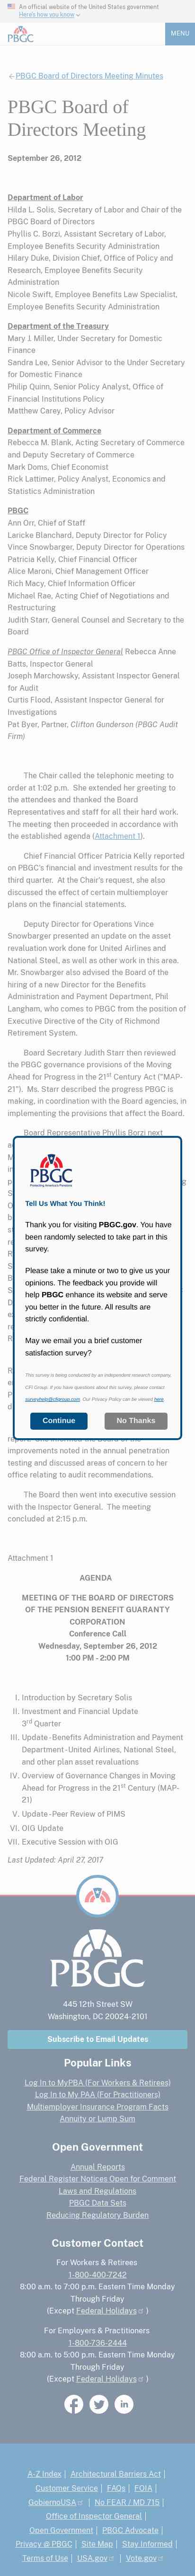 An official website of the United States government
Here's how you know
PBGC
MENU
PBGC Board of Directors Meeting Minutes
PBGC Board of
Directors Meeting
September 26, 2012
Department of Labor
Hilda L. Solis, Secretary of Labor and Chair of the
PBGC Board of Directors
Phyllis C. Borzi, Assistant Secretary of Labor,
Employee Benefits Security Administration
Hilary Duke, Division Chief, Office of Policy and
Research, Employee Benefits Security
Administration
Nicole Swift, Employee Benefits Law Specialist,
Employee Benefits Security Administration
Department of the Treasury
Mary J. Miller, Under Secretary for Domestic
Finance
Sandra Lee, Senior Advisor to the Under Secretary
for Domestic Finance
Philip Quinn, Senior Policy Analyst, Office of
Financial Institutions Policy
Matthew Carey, Policy Advisor
Department of Commerce
Rebecca M. Blank, Acting Secretary of Commerce
and Deputy Secretary of Commerce
Mark Doms, Chief Economist
Rick Lattimer, Policy Analyst, Economics and
Statistics Administration
PBGC
Ann Orr, Chief of Staff
Laricke Blanchard, Deputy Director for Policy
Vince Snowbarger, Deputy Director for Operations
Patricia Kelly, Chief Financial Officer
Alice Maroni, Chief Management Officer
Rich Macy, Chief Information Officer
Michael Rae, Acting Chief of Negotiations and
Restructuring
Judith Starr, General Counsel and Secretary to the
Board
PBGC Office of Inspector General Rebecca Anne
Batts, Inspector General
Joseph Marchowsky, Assistant Inspector General
for Audit
Curtis Flood, Assistant Inspector General for
Investigations
Pat Byer, Partner, Clifton Gunderson (PBGC Audit
Firm)
The Chair called the telephonic meeting to
order at 1:02 p.m. She extended her thanks to
all of the attendees and thanked the Board
Representatives and staff for all their hard work.
The meeting was conducted in accordance with
the established agenda (Attachment 1).
Chief Financial Officer Patricia Kelly reported
on PBGC's financial and investment results for the
third quarter. At the Chair's request, she also
discussed the effect of certain multiemployer
plans on the financial statements.
Deputy Director for Operations Vince
Snowbarger presented an update on the asset
revaluation work being done for United Airlines
and National Steel, as well as other work in this
area. Mr. Snowbarger also updated the Board of
the hiring of a new Director for Benefits
Administration and Payment Department, Phil
Langham, who comes to PBGC from the position of
Executive Director of the City of Richmond
Retirement System.
Board Secretary Judith Starr then reviewed
the PBGC governance provisions of the Moving
Ahead for Progress in the 21st Century Act ("MAP-
21"). Ms. Starr described the progress PBGC is
making, in coordination with the Board agencies,
in implementing the provisions of that act.
Board Representative Phyllis Borzi next
PBGC
Protecting America's Pensions
Tell Us What You Think!
Thank you for visiting PBGC.gov. You have
been randomly selected to take part in this
survey.
Please take a minute or two to give us your
opinions. The feedback you provide will
help PBGC enhance its website and serve
you better in the future. All results are
strictly confidential.
May we email you a brief customer
satisfaction survey?
This survey is being conducted by an independent research company,
CFI Group. If you have questions about this survey, please contact
surveyhelp@cfigroup.com. Our Privacy Policy can be viewed here.
Continue
No Thanks
involved in the annual financial
statement audit process, and expressed
concerns relating to her
office to audit recommendations.
The Board then went into executive session
with the Inspector General. The meeting
concluded at 2:15 p.m.
Attachment 1
AGENDA
MEETING OF THE BOARD OF DIRECTORS
OF THE PENSION BENEFIT GUARANTY
CORPORATION
Conference Call
Wednesday, September 26, 2012
1:00 PM - 2:00 PM
I. Introduction by Secretary Solis
II. Investment and Financial Update
3rd Quarter
III. Update - Benefits Administration and Payment
Department-United Airlines, National Steel,
and other plan asset evaluations
IV. Overview of Governance Changes in Moving
Ahead for Progress in the 21st Century (MAP-
21)
V. Update - Peer Review of PIMS
VI. OIG Update
VII. Executive Session with OIG
Last Updated: April 27, 2017
PBGC
445 12th Street SW
Washington, DC 20024-2101
Subscribe to Email Updates
Popular Links
Log In to MyPBA (For Workers & Retirees)
Log In to My PAA (For Practitioners)
Multiemployer Insurance Program Facts
Annuity or Lump Sum
Open Government
Annual Reports
Federal Register Notices Open for Comment
Laws and Regulations
PBGC Data Sets
Reducing Regulatory Burden
Customer Contact
For Workers & Retirees
1-800-400-7242
8:00 a.m. to 7:00 p.m. Eastern Time Monday
Through Friday
(Except Federal Holidays )
For Employers & Practitioners
1-800-736-2444
8:00 a.m. to 5:00 p.m. Eastern Time Monday
Through Friday
(Except Federal Holidays )
A-Z Index | Architectural Barriers Act |
Customer Service | FAQs | FOIA |
GobiernoUSA | No FEAR / MD 715 |
Office of Inspector General |
Open Government | PBGC Advocate |
Privacy @ PBGC | Site Map | Stay Informed |
Terms of Use | USA.gov | Vote.gov